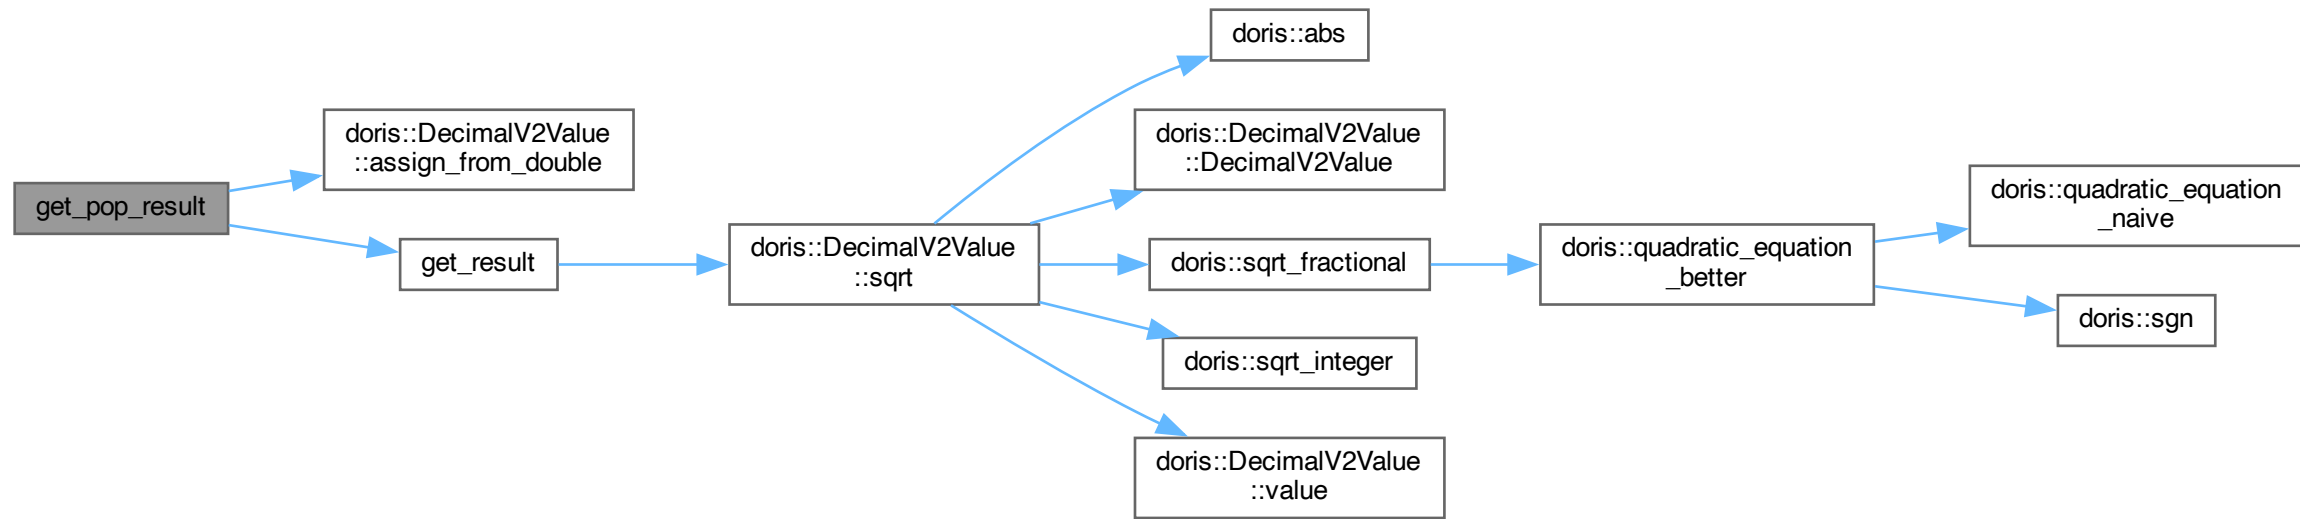 get_pop_result
doris::DecimalV2Value
::assign_from_double
get_result
doris::DecimalV2Value
::sqrt
doris::abs
doris::DecimalV2Value
::DecimalV2Value
doris::sqrt_fractional
doris::sqrt_integer
doris::DecimalV2Value
::value
doris::quadratic_equation
_better
doris::quadratic_equation
_naive
doris::sgn